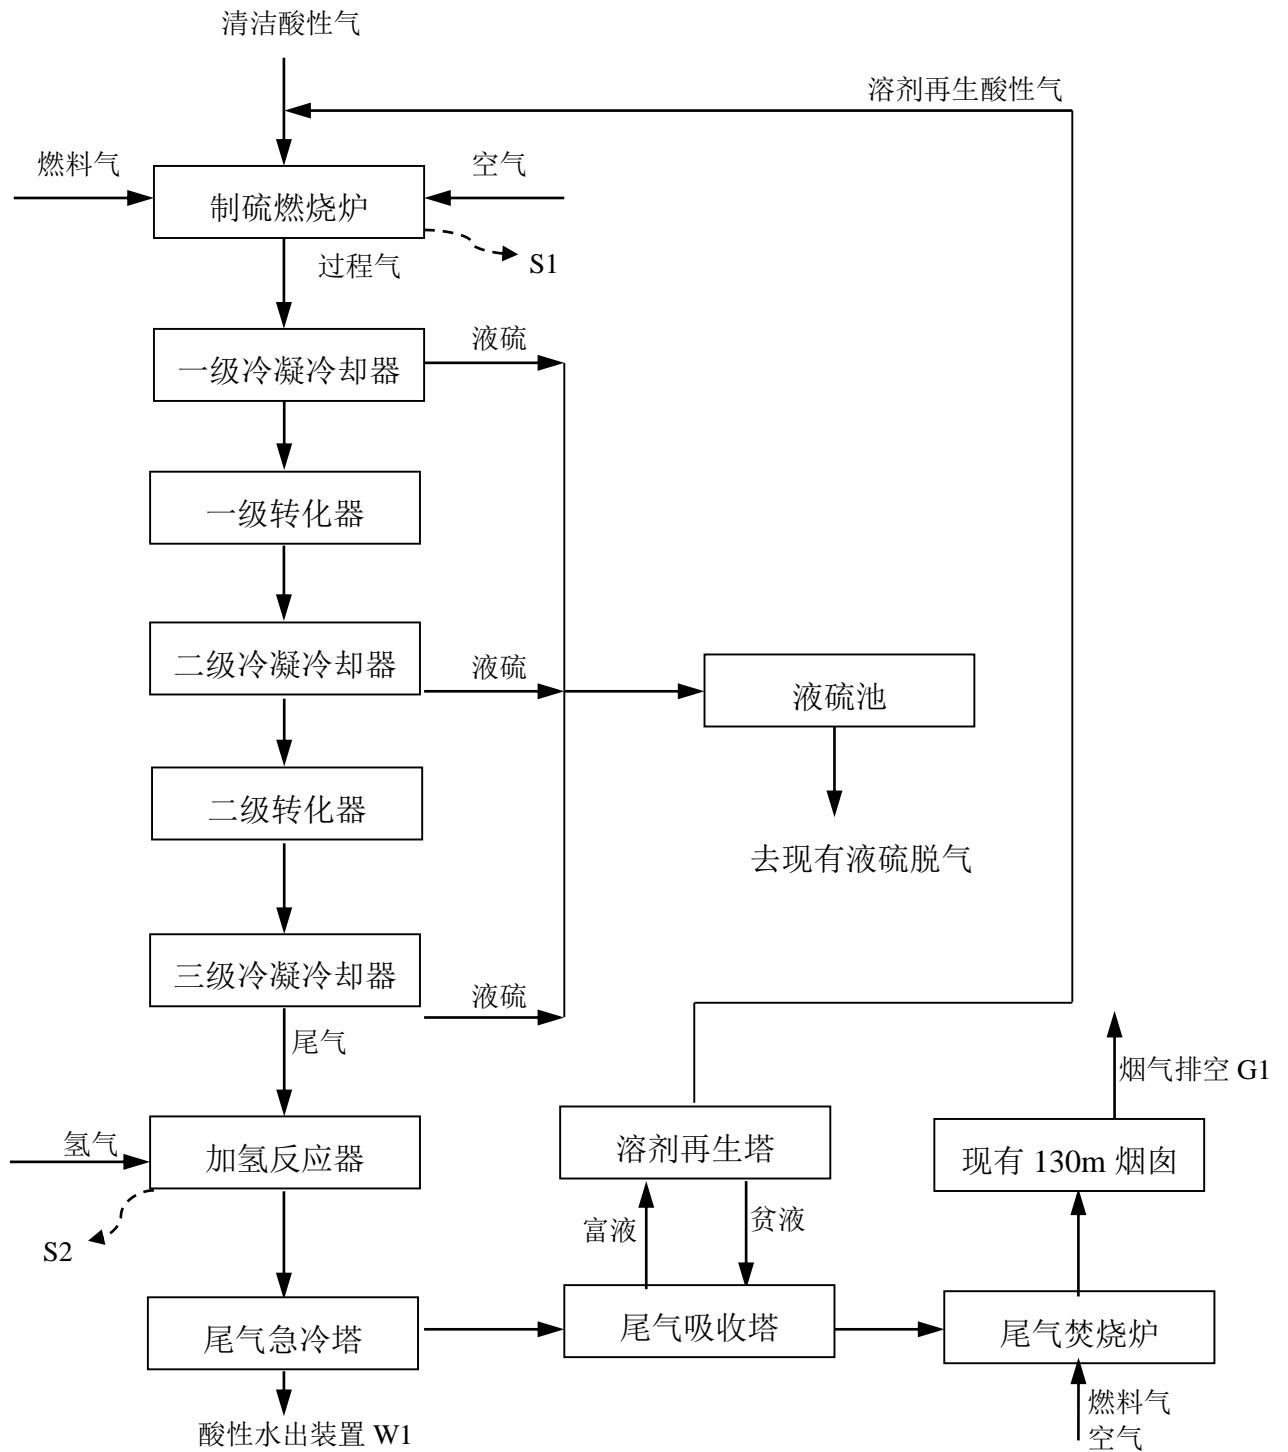 清洁酸性气
溶剂再生酸性气
燃料气
空气
制硫燃烧炉
过程气
S1
液硫
一级冷凝冷却器
一级转化器
二级冷凝冷却器
液硫
液硫池
二级转化器
去现有液硫脱气
三级冷凝冷却器
液硫
尾气
烟气排空 G1
氢气
加氢反应器
溶剂再生塔
现有 130m 烟囱
S2
富液
贫液
尾气急冷塔
尾气吸收塔
尾气焚烧炉
酸性水出装置 W1
燃料气
空气